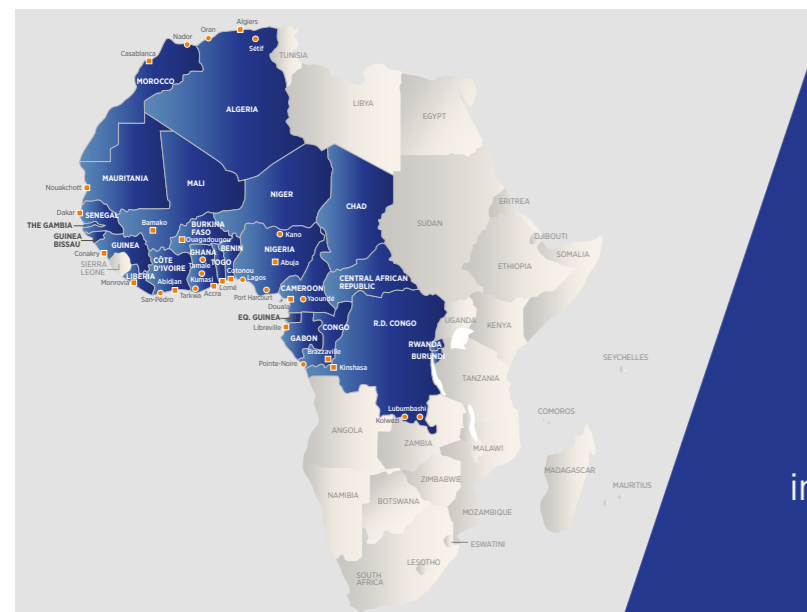 Algiers
Oran
Nador
Sétif
TUNISIA
Casablanca
MOROCCO
LIBYA
ALGERIA
EGYPT
MAURITANIA
MALI
Nouakchott
NIGER
CHAD
ERITREA
Dakar
SENEGAL
SUDAN
THE GAMBIA
Bamako
BURKINA
FASO
Kano
DJIBOUTI
GUINEA
BISSAU
GUINEA
Ouagadougou
BENIN
NIGERIA
SOMALIA
Conakry
GHANA
Abuja
ETHIOPIA
SIERRA
LEONE
CÔTE
D'IVOIRE
Tamale
TOGO
Cotonou
CENTRAL AFRICAN
REPUBLIC
LIBERIA
Abidjan
Kumasi
Lomé
Lagos
CAMEROON
Monrovia
San-Pédro
Tarkwa
Accra
Port Harcourt
Yaoundé
Douala
EQ. GUINEA
CONGO
R.D. CONGO
UGANDA
KENYA
Libreville
GABON
RWANDA
BURUNDI
Brazzaville
SEYCHELLES
Pointe-Noire
Kinshasa
TANZANIA
Lubumbashi
COMOROS
Kolwezi
ANGOLA
ZAMBIA
MALAWI
MADAGASCAR
ZIMBABWE
MAURITIUS
in
NAMIBIA
BOTSWANA
MOZAMBIQUE
ESWATINI
LESOTHO
SOUTH
AFRICA